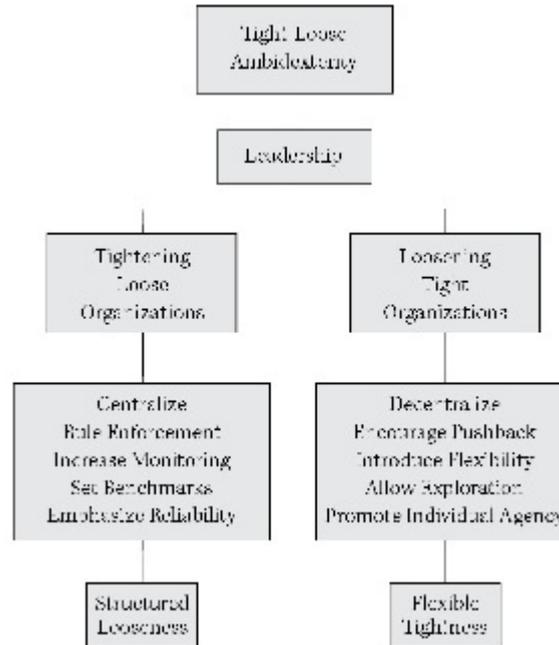 Tight Loose
Ambidexterity
Leadership
Tightening
Loose
Organizations
Loosening
Tight
Organizations
Centralize
Rule Enforcement
Increase Monitoring
Set Benchmarks
Emphasize Reliability
Decentralize
Encourage Pushback
Introduce Flexibility
Allow Exploration
Promote Individual Agency
Structured
Looseness
Flexible
Tightness